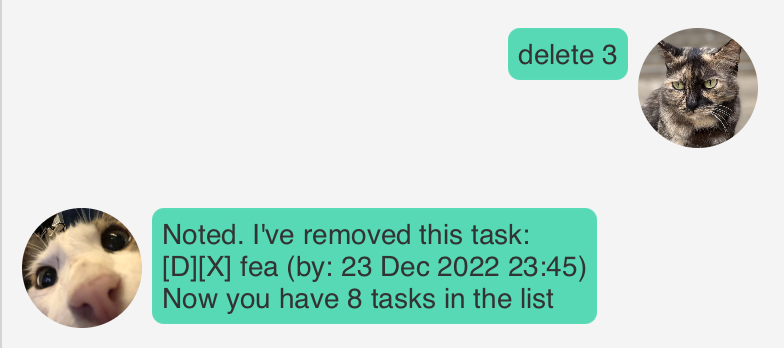 delete 3
Noted. I've removed this task:
[D][X] fea (by: 23 Dec 2022 23:45)
Now you have 8 tasks in the list